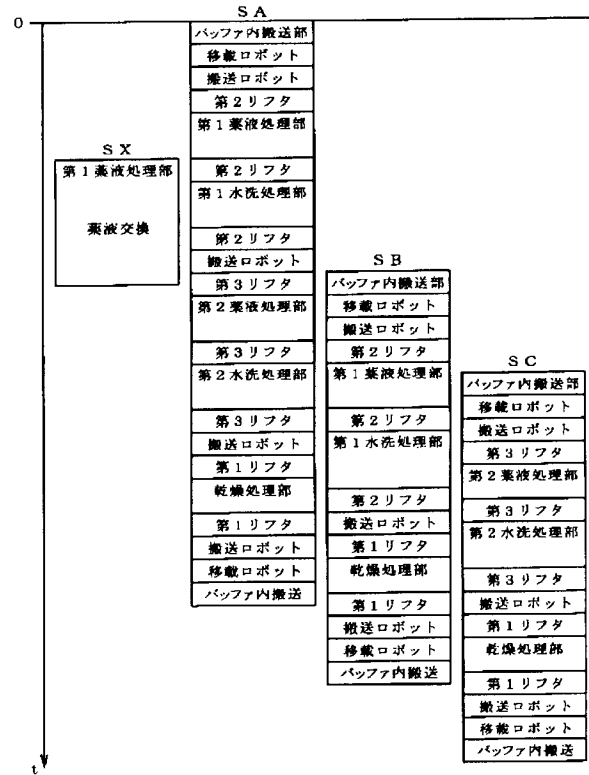 0
SA
バッファ内搬送部
移載ロボット
搬送ロボット
第2リフタ
第1薬液処理部
第2リフタ
第1水洗処理部
第2リフタ
搬送ロボット
第3リフタ
第2薬液処理部
第3リフタ
第2水洗処理部
第3リフタ
搬送ロボット
第1リフタ
乾燥処理部
第1リフタ
搬送ロボット
移載ロボット
バッファ内搬送
SX
第1薬液処理部
薬液交換
SB
バッファ内搬送部
移載ロボット
搬送ロボット
第2リフタ
第1薬液処理部
第2リフタ
第1水洗処理部
第2リフタ
搬送ロボット
第1リフタ
乾燥処理部
第1リフタ
搬送ロボット
移載ロボット
バッファ内搬送
SC
バッファ内搬送部
移載ロボット
搬送ロボット
第3リフタ
第2薬液処理部
第3リフタ
第2水洗処理部
第3リフタ
搬送ロボット
第1リフタ
乾燥処理部
第1リフタ
搬送ロボット
移載ロボット
バッファ内搬送
t